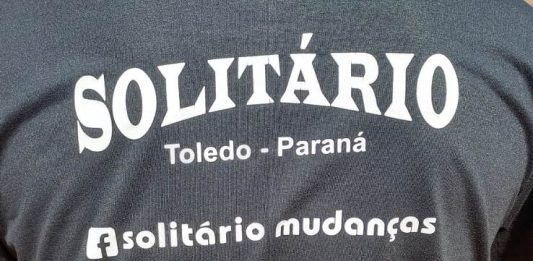 SOLITÁRIO
Toledo - Paraná
solitário mudanças